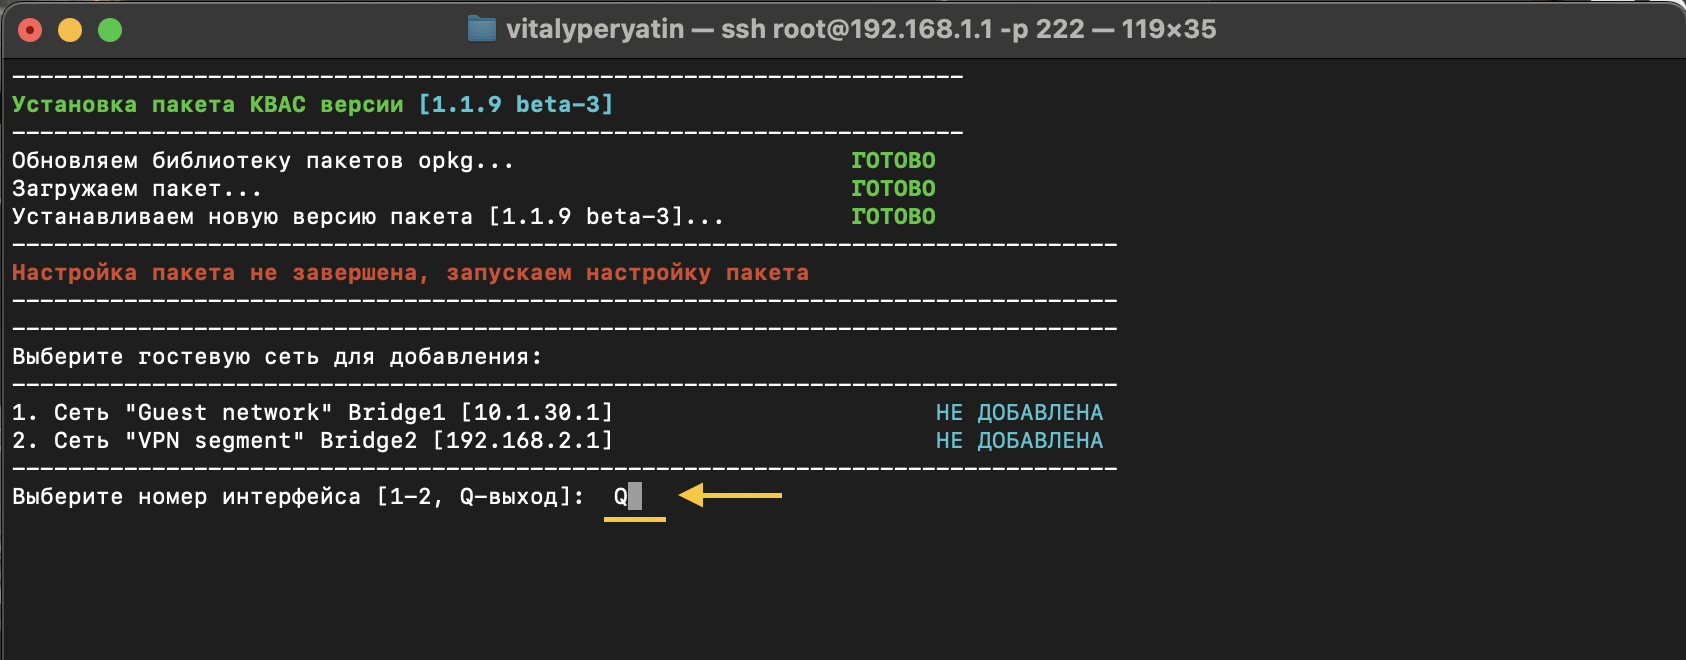 vitalyperyatin — ssh root@192.168.1.1 -p 222 — 119×35
--------------------------------------------------------------------
Установка пакета КВАС версии [1.1.9 beta-3]
--------------------------------------------------------------------
Обновляем библиотеку пакетов opkg... ГОТОВО
Загружаем пакет... ГОТОВО
Устанавливаем новую версию пакета [1.1.9 beta-3]... ГОТОВО
-------------------------------------------------------------------------------
Настройка пакета не завершена, запускаем настройку пакета
-------------------------------------------------------------------------------
-------------------------------------------------------------------------------
Выберите гостевую сеть для добавления:
-------------------------------------------------------------------------------
1. Сеть "Guest network" Bridge1 [10.1.30.1] НЕ ДОБАВЛЕНА
2. Сеть "VPN segment" Bridge2 [192.168.2.1] НЕ ДОБАВЛЕНА
-------------------------------------------------------------------------------
Выберите номер интерфейса [1-2, Q-выход]: Q